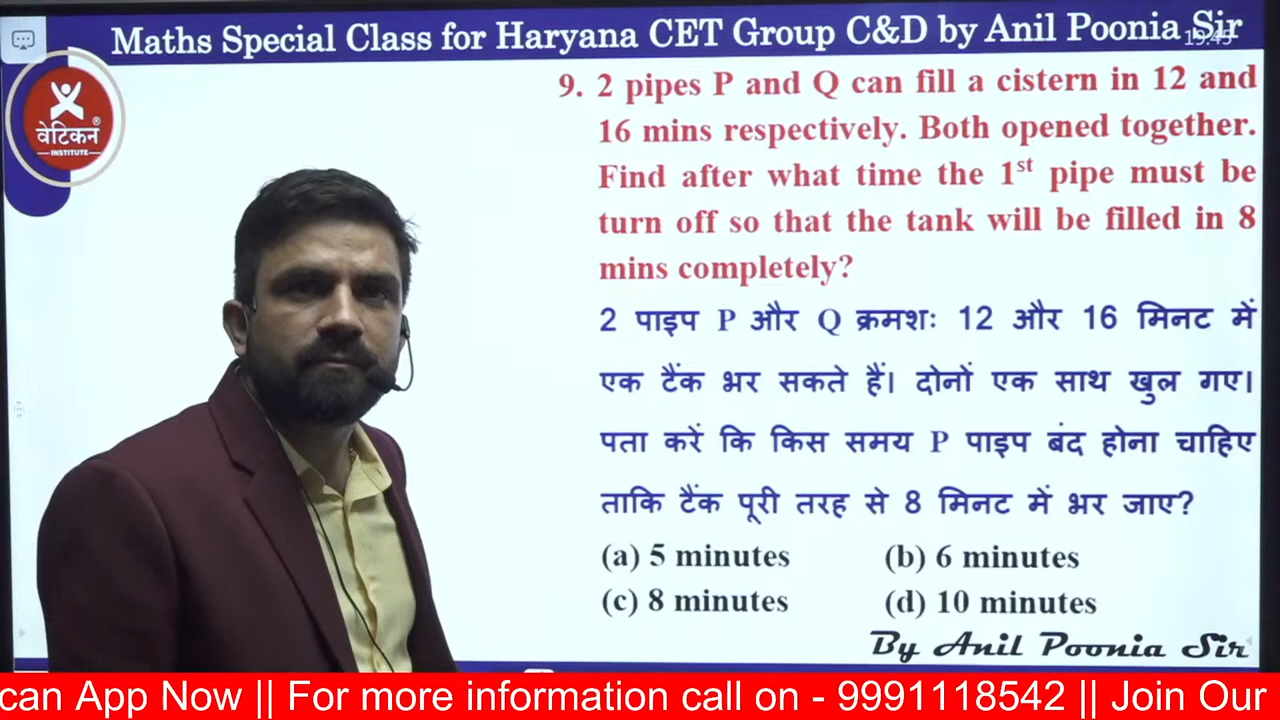 Maths Special Class for Haryana CET Group C&D by Anil Poonia Sir
19:45
वेटिकन
INSTITUTE
9. 2 pipes P and Q can fill a cistern in 12 and
16 mins respectively. Both opened together.
Find after what time the 1st pipe must be
turn off so that the tank will be filled in 8
mins completely?
2 पाइप P और Q क्रमशः 12 और 16 मिनट में
एक टैंक भर सकते हैं। दोनों एक साथ खुल गए।
पता करें कि किस समय P पाइप बंद होना चाहिए
ताकि टैंक पूरी तरह से 8 मिनट में भर जाए?
(a) 5 minutes (b) 6 minutes
(c) 8 minutes (d) 10 minutes
By Anil Poonia Sir
can App Now || For more information call on - 9991118542 || Join Our